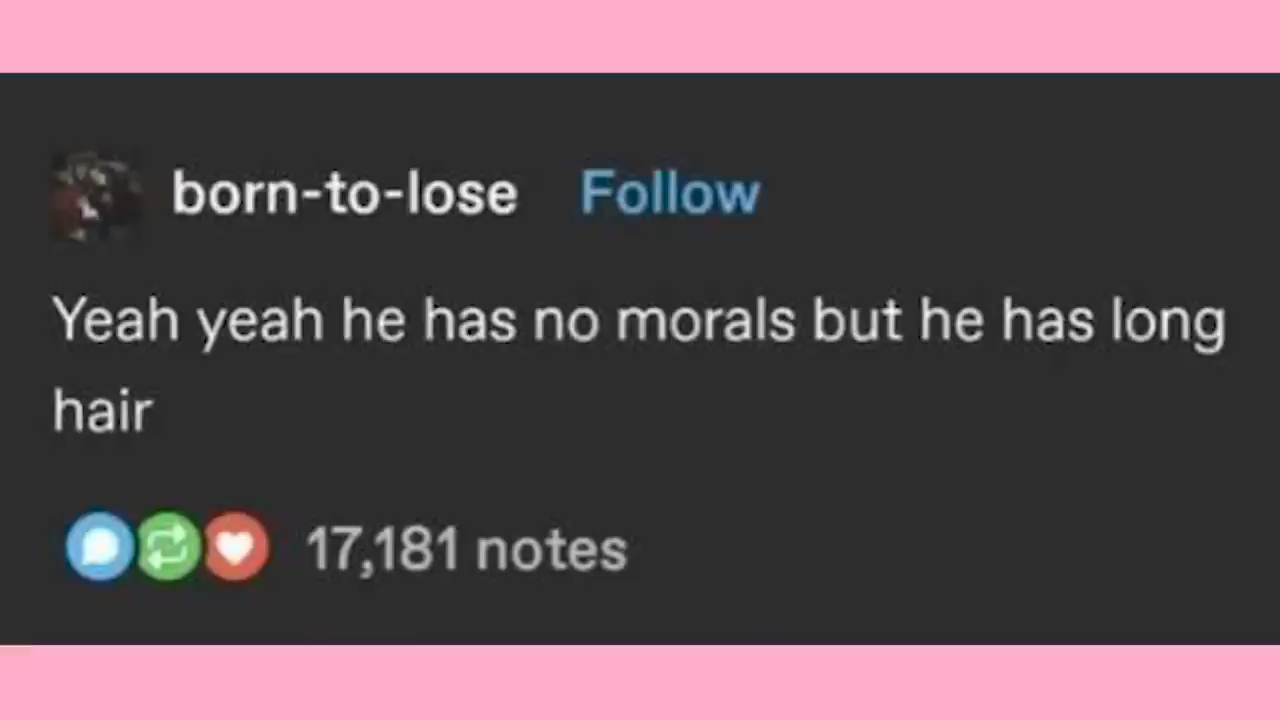 born-to-lose Follow
Yeah yeah he has no morals but he has long
hair
17,181 notes